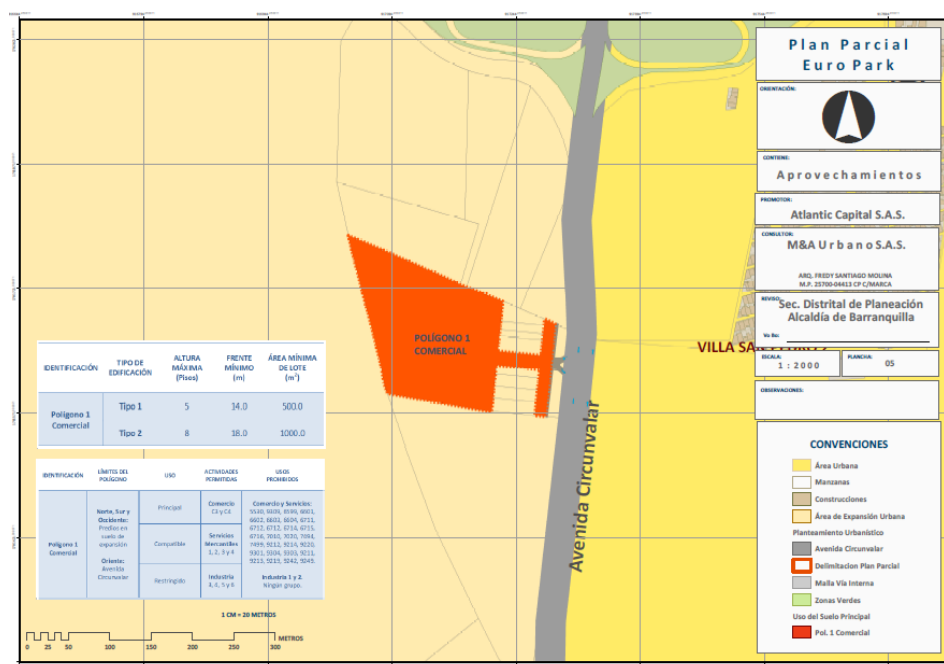 Plan Parcial
Euro Park
ORIENTACIÓN:
CONTIENE:
Aprovechamientos
PROMOTOR:
Atlantic Capital S.A.S.
CONSULTOR:
M&A Urbano S.A.S.
ARQ. FREDY SANTIAGO MOLINA
M.P. 25700-04413 CP C/MARCA
REVISO:
Sec. Distrital de Planeación
Alcaldía de Barranquilla
Vo Bo:
ESCALA:
1 : 2000
PLANCHA:
05
OBSERVACIONES:
VILLA SAN
POLÍGONO 1
COMERCIAL
Avenida Circunvalar
IDENTIFICACIÓN TIPO DE EDIFICACIÓN ALTURA MÁXIMA (Pisos) FRENTE MÍNIMO (m) ÁREA MÍNIMA DE LOTE (m²)
Polígono 1 Comercial
Tipo 1 5 14.0 500.0
Tipo 2 8 18.0 1000.0
IDENTIFICACIÓN LÍMITES DEL POLÍGONO USO ACTIVIDADES PERMITIDAS USOS PROHIBIDOS
Polígono 1
Comercial
Norte, Sur y
Occidente:
Predios en
suelo de
expansión
Oriente:
Avenida
Circunvalar
Principal
Comercio
C3 y C4
Compatible
Servicios
Mercantiles
1, 2, 3 y 4
Restringido
Industria
3, 4, 5 y 6
Comercio y Servicios:
Industria 1 y 2
Ningún grupo.
1 CM = 20 METROS
METROS
0 25 50 100 150 200 250 300
CONVENCIONES
Área Urbana
Manzanas
Construcciones
Área de Expansión Urbana
Planteamiento Urbanístico
Avenida Circunvalar
Delimitacion Plan Parcial
Malla Vía Interna
Zonas Verdes
Uso del Suelo Principal
Pol. 1 Comercial